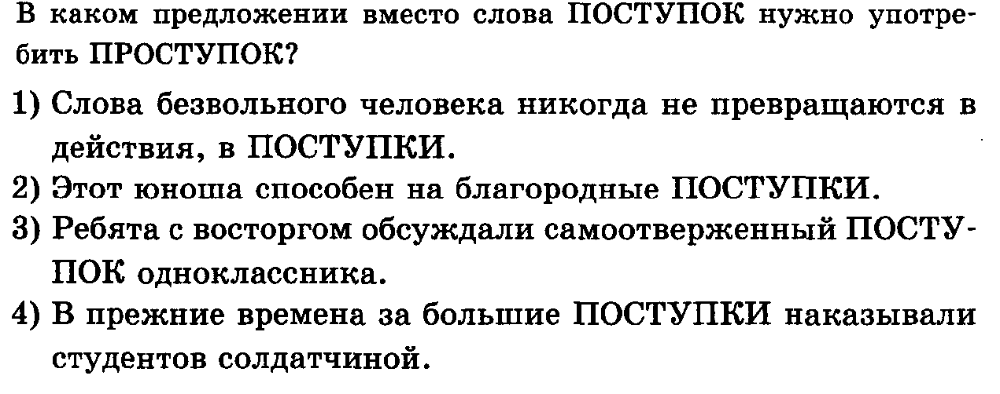 В каком предложении вместо слова ПОСТУПОК нужно употре-
бить ПРОСТУПОК?
1) Слова безвольного человека никогда не превращаются в
действия, в ПОСТУПКИ.
2) Этот юноша способен на благородные ПОСТУПКИ.
3) Ребята с восторгом обсуждали самоотверженный ПОСТУ-
ПОК одноклассника.
4) В прежние времена за большие ПОСТУПКИ наказывали
студентов солдатчиной.